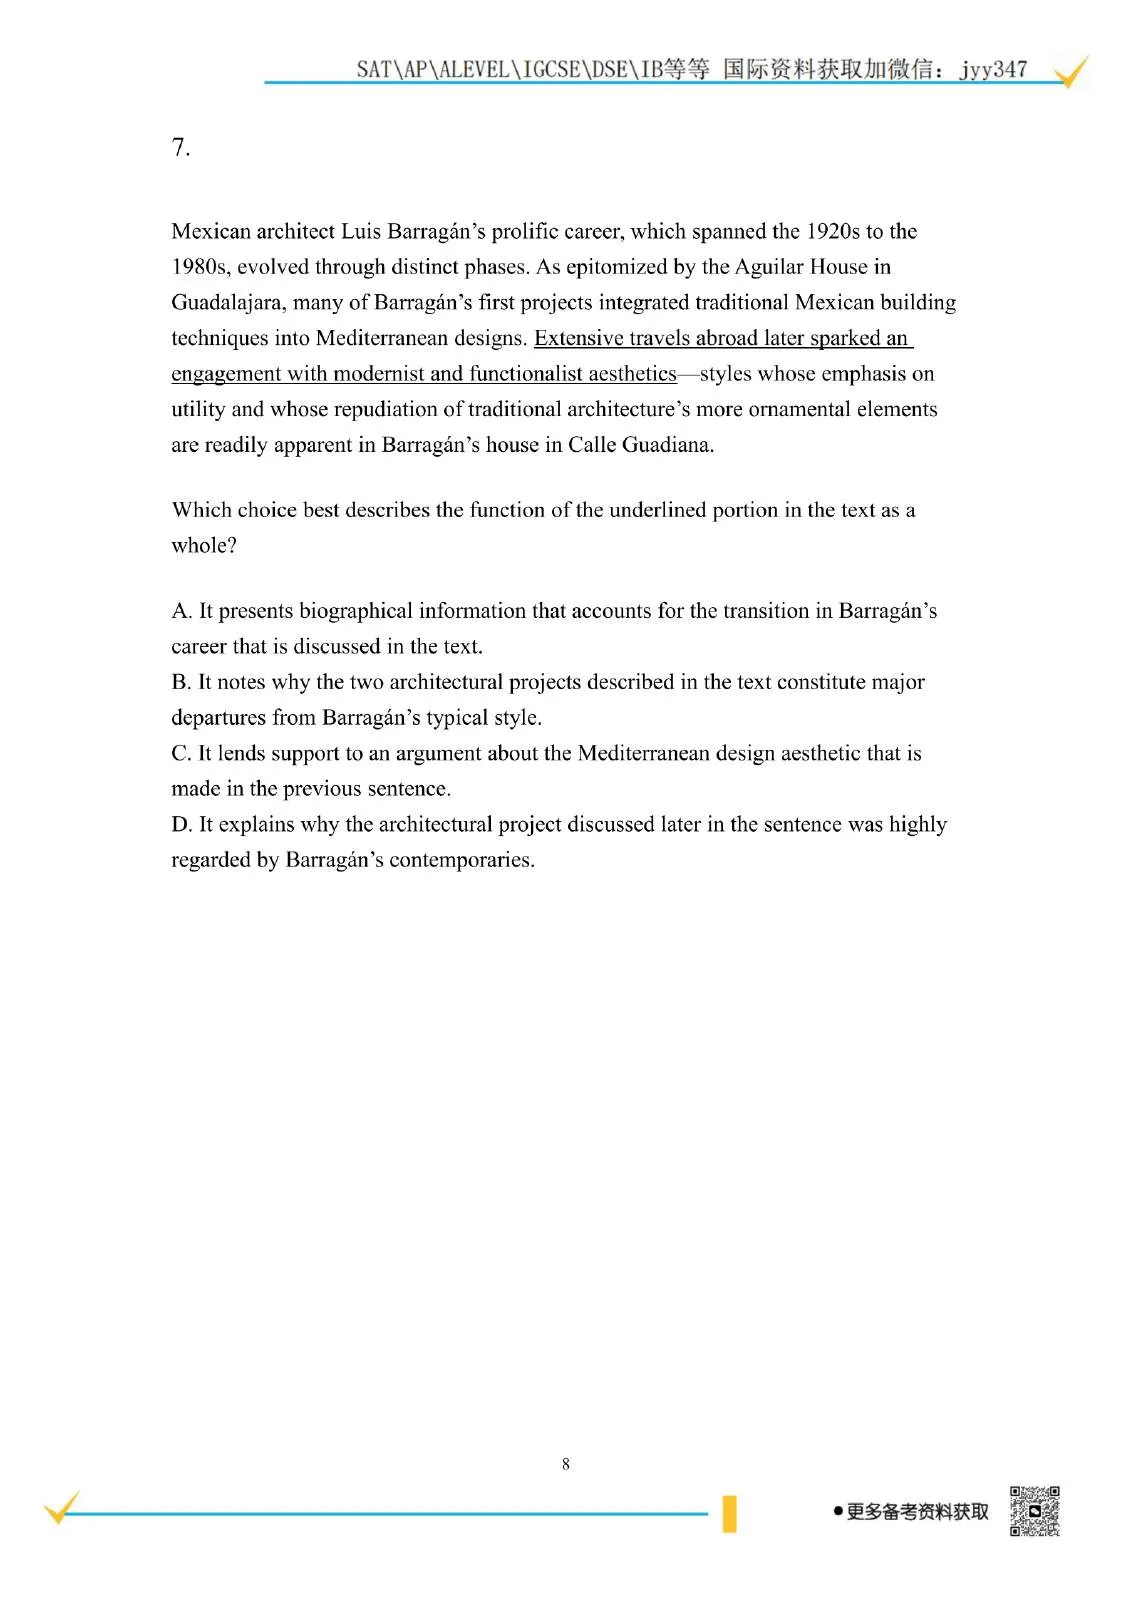 SAT\AP\ALEVEL\IGCSE\DSE\IB等等 国际资料获取加微信: jyy347
7.
Mexican architect Luis Barragán’s prolific career, which spanned the 1920s to the
1980s, evolved through distinct phases. As epitomized by the Aguilar House in
Guadalajara, many of Barragán’s first projects integrated traditional Mexican building
techniques into Mediterranean designs. Extensive travels abroad later sparked an
engagement with modernist and functionalist aesthetics—styles whose emphasis on
utility and whose repudiation of traditional architecture’s more ornamental elements
are readily apparent in Barragán’s house in Calle Guadiana.
Which choice best describes the function of the underlined portion in the text as a
whole?
A. It presents biographical information that accounts for the transition in Barragán’s
career that is discussed in the text.
B. It notes why the two architectural projects described in the text constitute major
departures from Barragán’s typical style.
C. It lends support to an argument about the Mediterranean design aesthetic that is
made in the previous sentence.
D. It explains why the architectural project discussed later in the sentence was highly
regarded by Barragán’s contemporaries.
8
●更多备考资料获取